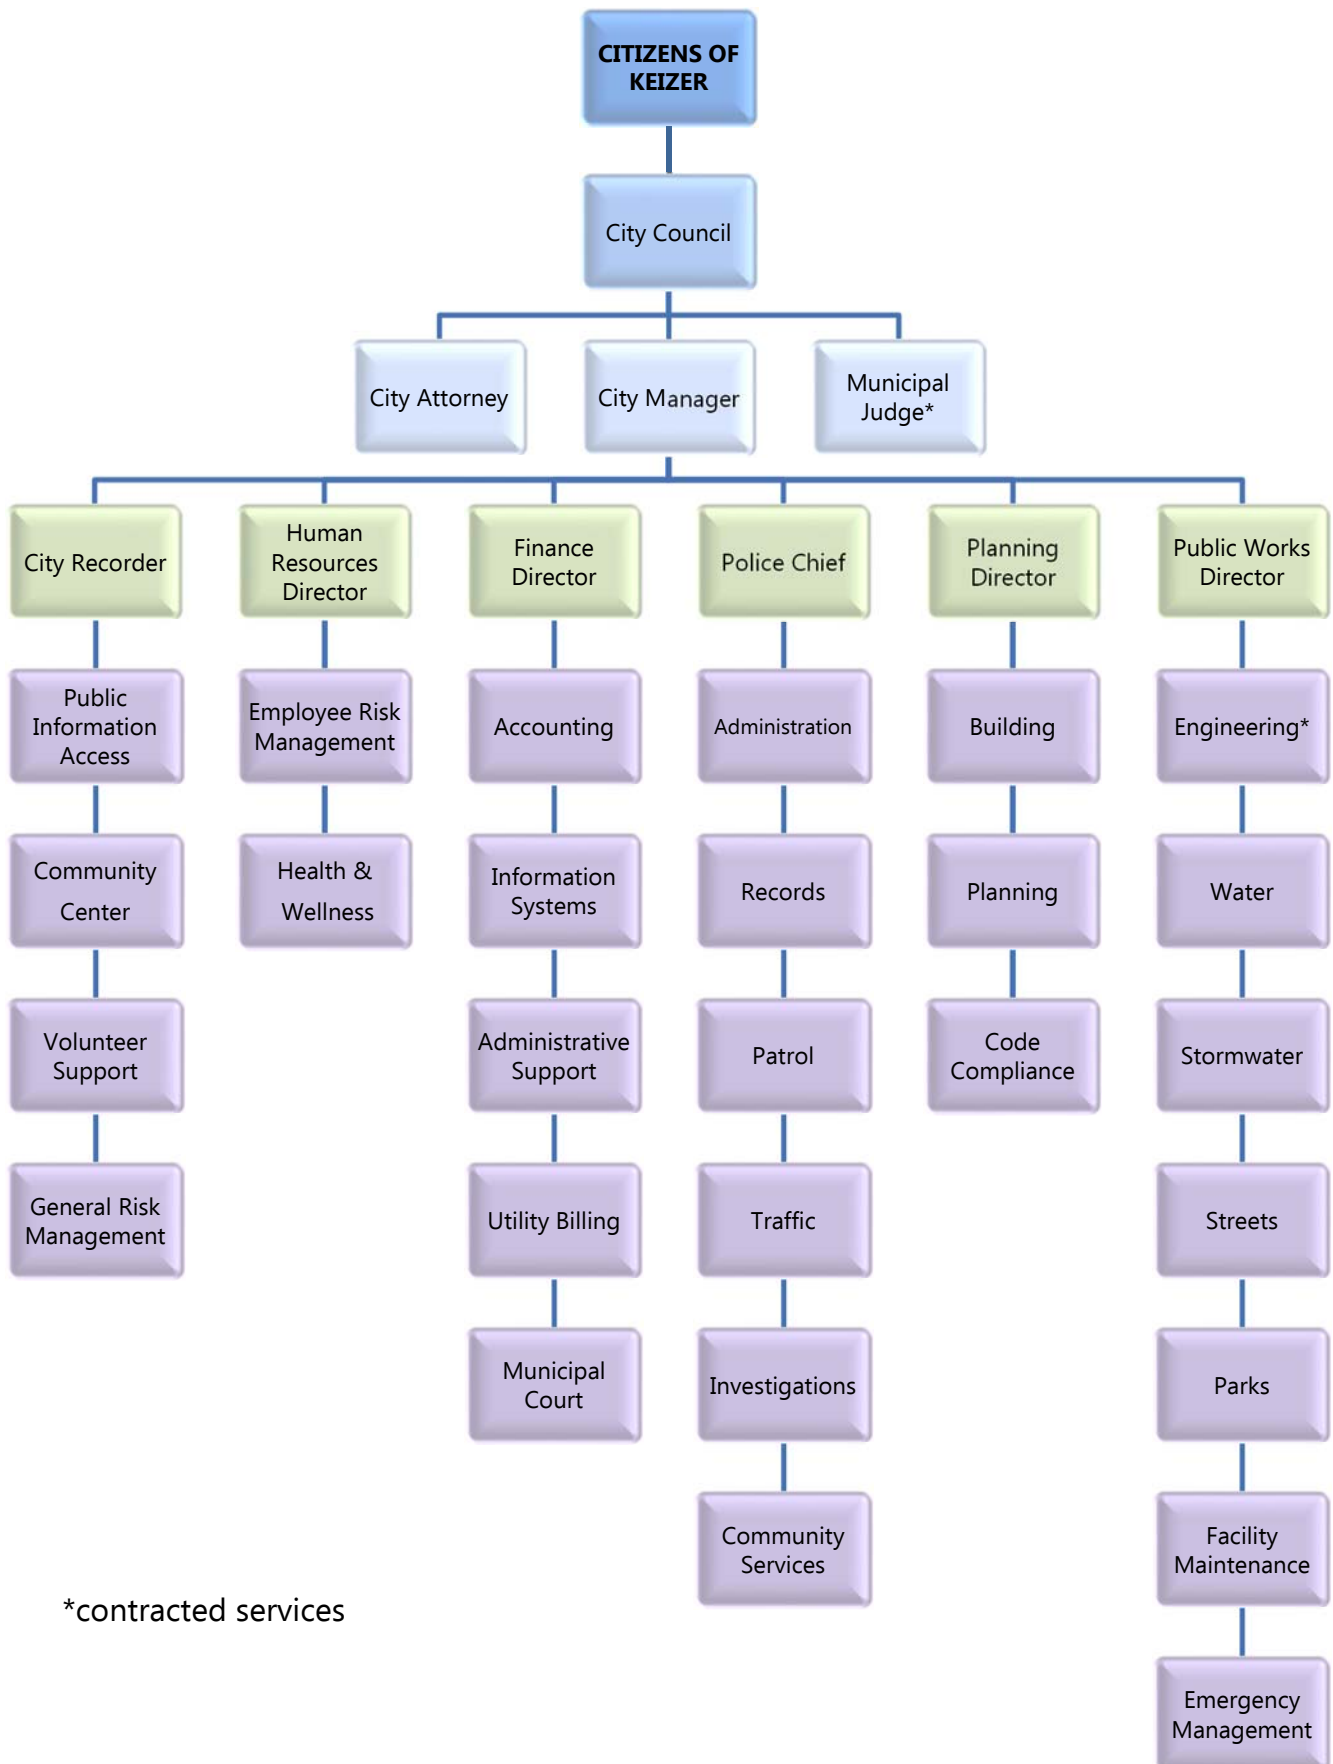 CITIZENS OF
KEIZER
City Council
City Attorney
City Manager
Municipal
Judge*
City Recorder
Human
Resources
Director
Finance
Director
Police Chief
Planning
Director
Public Works
Director
Public
Information
Access
Employee Risk
Management
Accounting
Administration
Building
Engineering*
Community
Center
Health &
Wellness
Information
Systems
Records
Planning
Water
Volunteer
Support
Administrative
Support
Patrol
Code
Compliance
Stormwater
General Risk
Management
Utility Billing
Traffic
Streets
Municipal
Court
Investigations
Parks
Community
Services
Facility
Maintenance
*contracted services
Emergency
Management